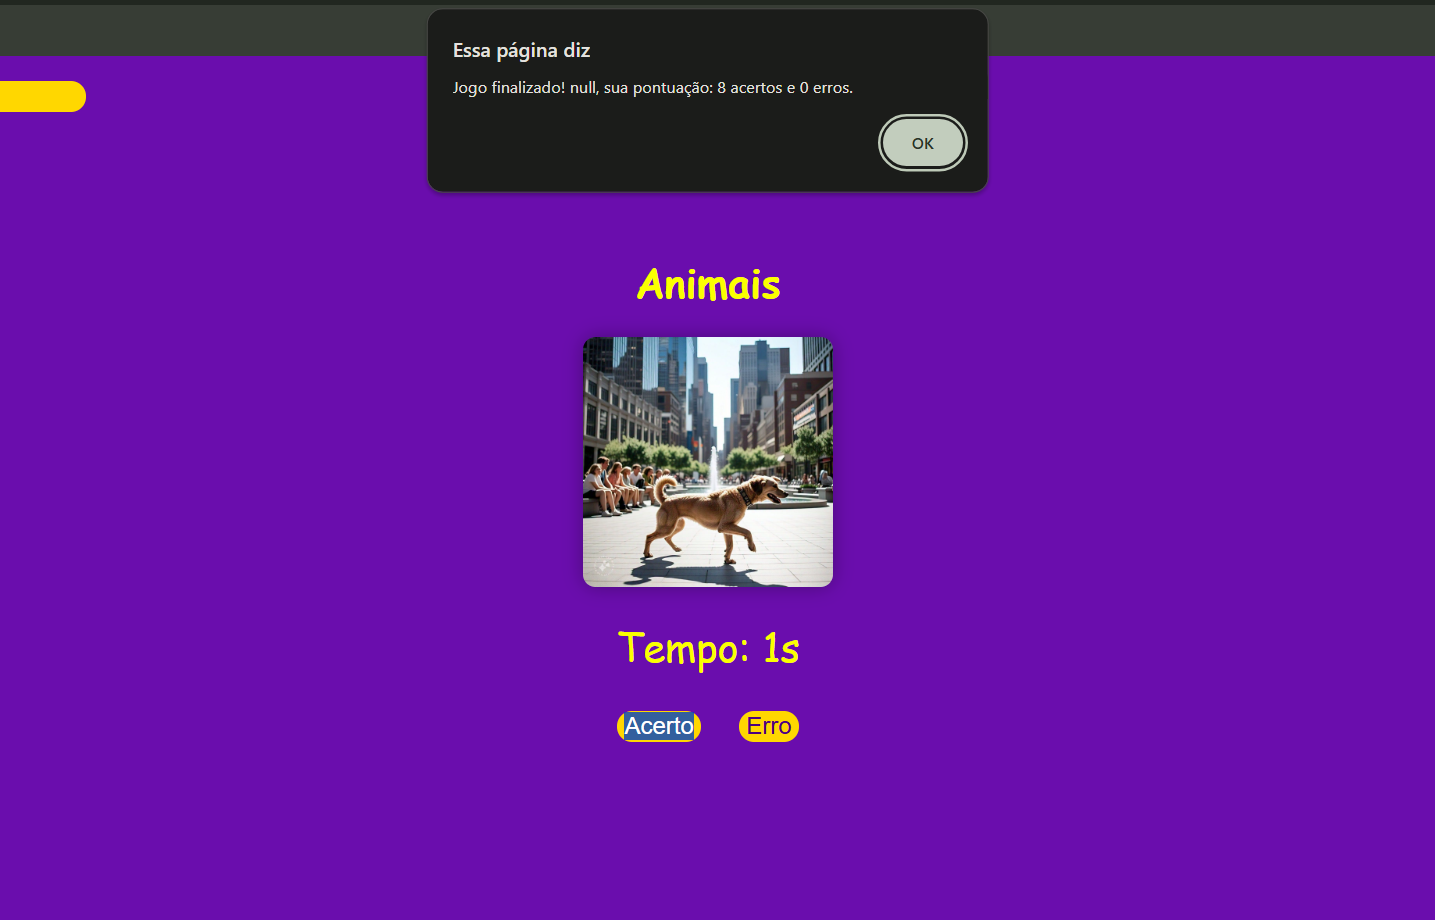 Essa página diz
Jogo finalizado! null, sua pontuação: 8 acertos e 0 erros.
OK
Animais
Tempo: 1s
Acerto Erro